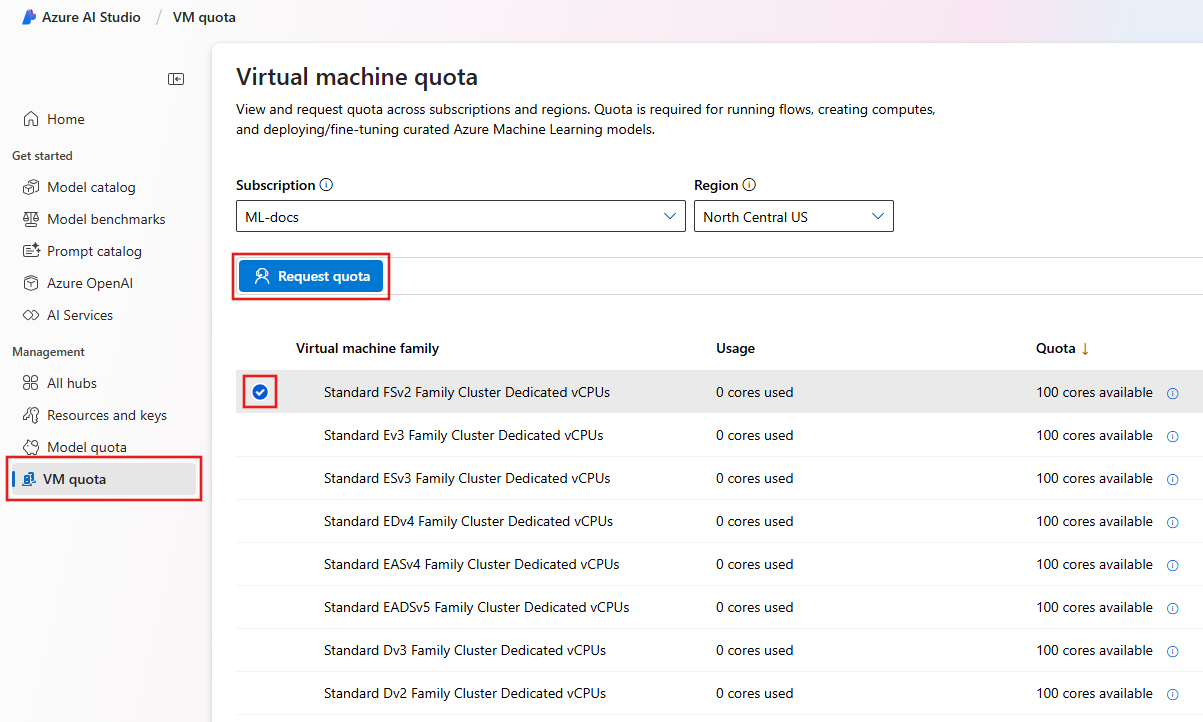 Azure AI Studio / VM quota
Home
Get started
Model catalog
Model benchmarks
Prompt catalog
Azure OpenAI
AI Services
Management
All hubs
Resources and keys
Model quota
VM quota
Virtual machine quota
View and request quota across subscriptions and regions. Quota is required for running flows, creating computes,
and deploying/fine-tuning curated Azure Machine Learning models.
Subscription Region
ML-docs North Central US
Request quota
Virtual machine family Usage Quota ↓
Standard FSv2 Family Cluster Dedicated vCPUs 0 cores used 100 cores available
Standard Ev3 Family Cluster Dedicated vCPUs 0 cores used 100 cores available
Standard ESv3 Family Cluster Dedicated vCPUs 0 cores used 100 cores available
Standard EDv4 Family Cluster Dedicated vCPUs 0 cores used 100 cores available
Standard EASv4 Family Cluster Dedicated vCPUs 0 cores used 100 cores available
Standard EADSv5 Family Cluster Dedicated vCPUs 0 cores used 100 cores available
Standard Dv3 Family Cluster Dedicated vCPUs 0 cores used 100 cores available
Standard Dv2 Family Cluster Dedicated vCPUs 0 cores used 100 cores available